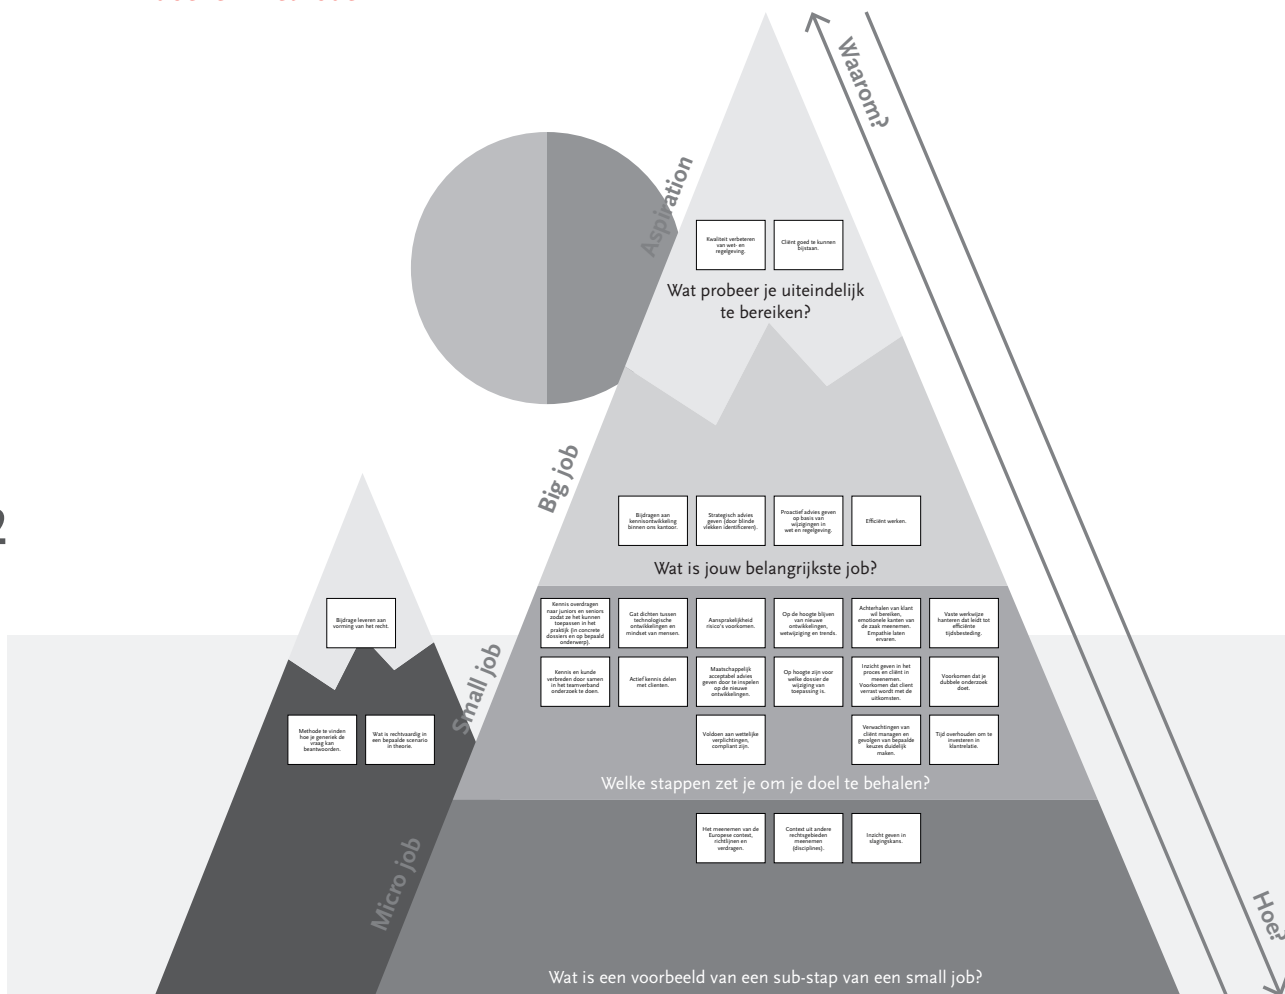 Waarom?
Aspiration
Kwaliteit verbeteren
van wet- en
regelgeving.
Cliënt goed te kunnen
bijstaan.
Wat probeer je uiteindelijk
te bereiken?
Big job
Bijdragen aan
kennisontwikkeling
binnen ons kantoor.
Strategisch advies
geven (door blinde
vlekken identificeren).
Proactief advies geven
op basis van
wijzigingen in
wet en regelgeving.
Efficiënt werken.
2
Wat is jouw belangrijkste job?
Bijdrage leveren aan
vorming van het recht.
Small job
Kennis overdragen
naar juniors en seniors
zodat ze het kunnen
toepassen in het
praktijk (in concrete
dossiers en op bepaald
onderwerp).
Gat dichten tussen
technologische
ontwikkelingen en
mindset van mensen.
Aansprakelijkheid
risico's voorkomen.
Op de hoogte blijven
van nieuwe
ontwikkelingen,
wetwijziging en trends.
Achterhalen van klant
wil bereiken,
emotionele kanten van
de zaak meenemen.
Empathie laten
ervaren.
Vaste werkwijze
hanteren dat leidt tot
efficiënte
tijdsbesteding.
Kennis en kunde
verbreden door samen
in het teamverband
onderzoek te doen.
Actief kennis delen
met clienten.
Maatschappelijk
acceptabel advies
geven door te inspelen
op de nieuwe
ontwikkelingen.
Op hoogte zijn voor
welke dossier de
wijziging van
toepassing is.
Inzicht geven in het
proces en cliënt in
meenemen.
Voorkomen dat client
verrast wordt met de
uitkomsten.
Voorkomen dat je
dubbele onderzoek
doet.
Methode te vinden
hoe je generiek de
vraag kan
beantwoorden.
Wat is rechtvaardig in
een bepaalde scenario
in theorie.
Voldoen aan wettelijke
verplichtingen,
compliant zijn.
Verwachtingen van
cliënt managen en
gevolgen van bepaalde
keuzes duidelijk
maken.
Tijd overhouden om te
investeren in
klantrelatie.
Welke stappen zet je om je doel te behalen?
Micro job
Het meenemen van de
Europese context,
richtlijnen en
verdragen.
Context uit andere
rechtsgebieden
meenemen
(disciplines).
Inzicht geven in
slagingskans.
Hoe?
Wat is een voorbeeld van een sub-stap van een small job?